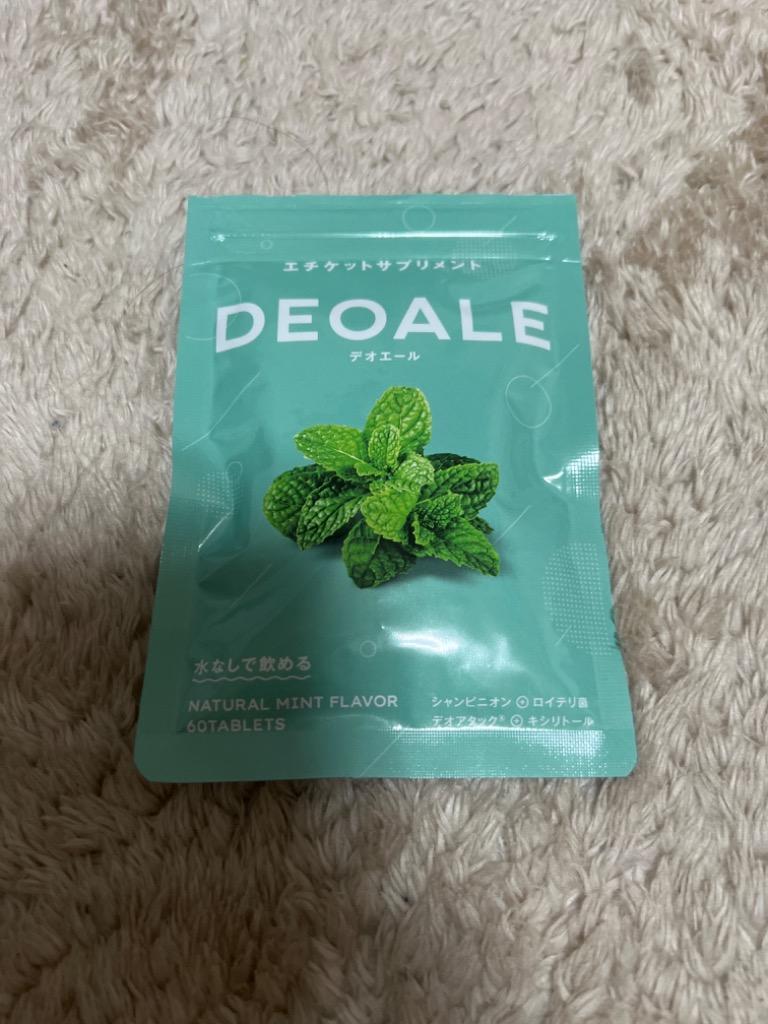 エチケットサプリメント
DEOALE
デオエール
水なしで飲める
NATURAL MINT FLAVOR
60TABLETS
シャンピニオン + ロイテリ菌
デオアタック* + キシリトール